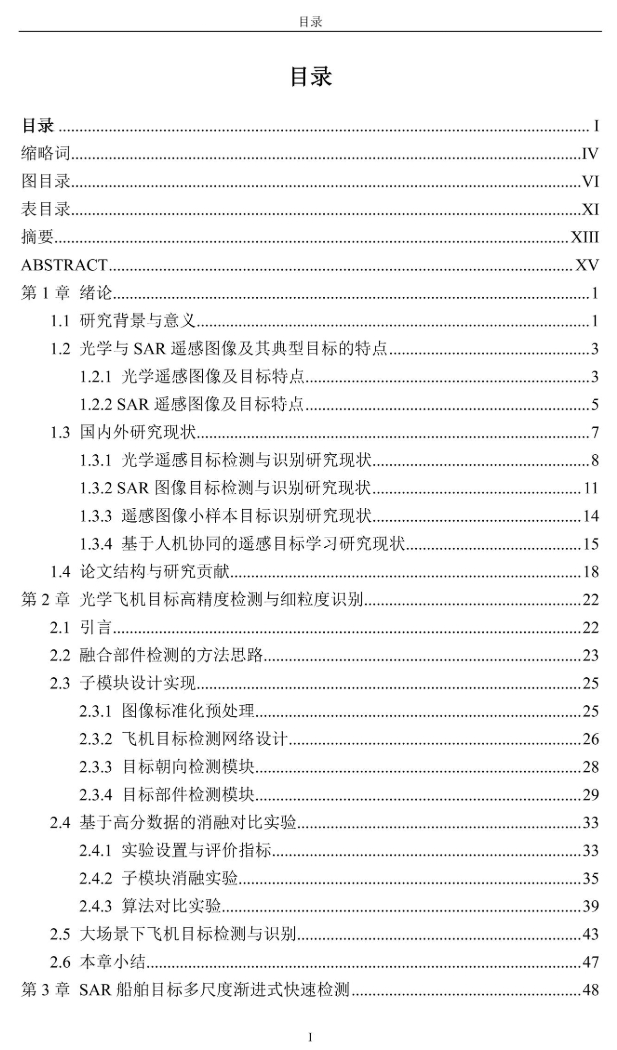 目录
目录
目录 ........ I
缩略词........IV
图目录........VI
表目录........XI
摘要........XIII
ABSTRACT........XV
第 1 章 绪论........1
1.1 研究背景与意义........1
1.2 光学与 SAR 遥感图像及其典型目标的特点........3
1.2.1 光学遥感图像及目标特点........3
1.2.2 SAR 遥感图像及目标特点........5
1.3 国内外研究现状........7
1.3.1 光学遥感目标检测与识别研究现状........8
1.3.2 SAR 图像目标检测与识别研究现状........11
1.3.3 遥感图像小样本目标识别研究现状........14
1.3.4 基于人机协同的遥感目标学习研究现状........15
1.4 论文结构与研究贡献........18
第 2 章 光学飞机目标高精度检测与细粒度识别........22
2.1 引言........22
2.2 融合部件检测的方法思路........23
2.3 子模块设计实现........25
2.3.1 图像标准化预处理........25
2.3.2 飞机目标检测网络设计........26
2.3.3 目标朝向检测模块........28
2.3.4 目标部件检测模块........29
2.4 基于高分数据的消融对比实验........33
2.4.1 实验设置与评价指标........33
2.4.2 子模块消融实验........35
2.4.3 算法对比实验........39
2.5 大场景下飞机目标检测与识别........43
2.6 本章小结........47
第 3 章 SAR 船舶目标多尺度渐进式快速检测........48
I